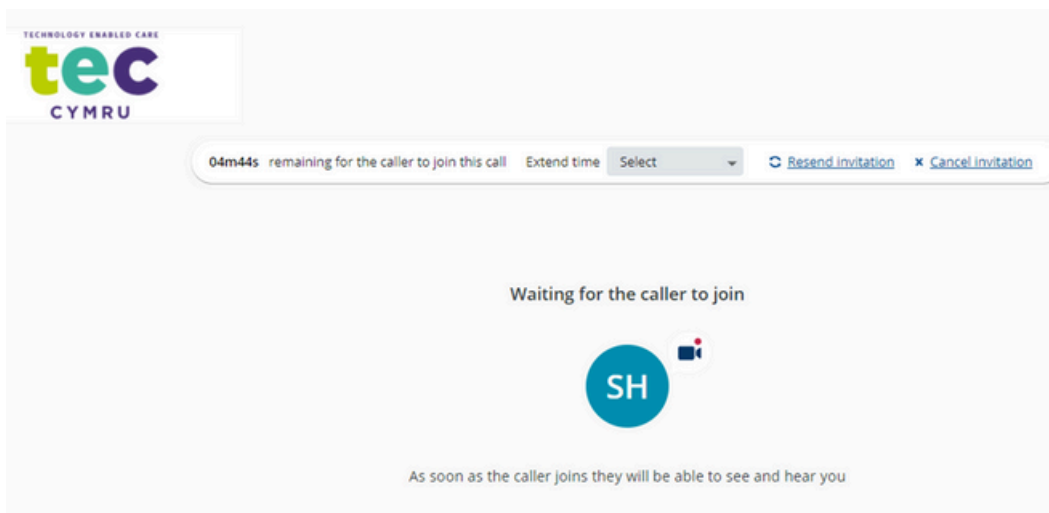 TECHNOLOGY ENABLED CARE
tec
CYMRU
04m44s remaining for the caller to join this call Extend time Select Resend invitation Cancel invitation
Waiting for the caller to join
SH
As soon as the caller joins they will be able to see and hear you